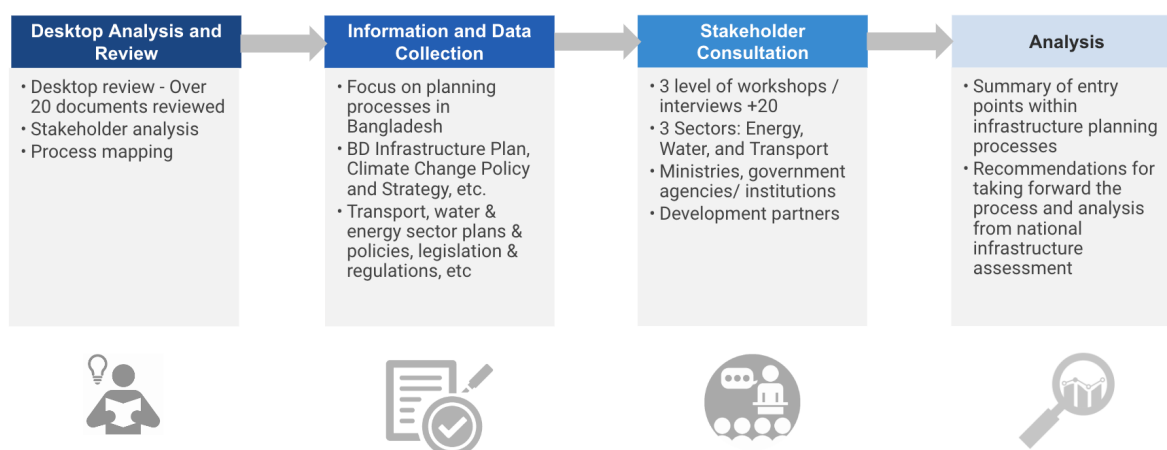 Desktop Analysis and
Review
• Desktop review - Over
20 documents reviewed
• Stakeholder analysis
• Process mapping
Information and Data
Collection
• Focus on planning
processes in
Bangladesh
• BD Infrastructure Plan,
Climate Change Policy
and Strategy, etc.
• Transport, water &
energy sector plans &
policies, legislation &
regulations, etc
Stakeholder
Consultation
• 3 level of workshops /
interviews +20
• 3 Sectors: Energy,
Water, and Transport
• Ministries, government
agencies/ institutions
• Development partners
Analysis
• Summary of entry
points within
infrastructure planning
processes
• Recommendations for
taking forward the
process and analysis
from national
infrastructure
assessment